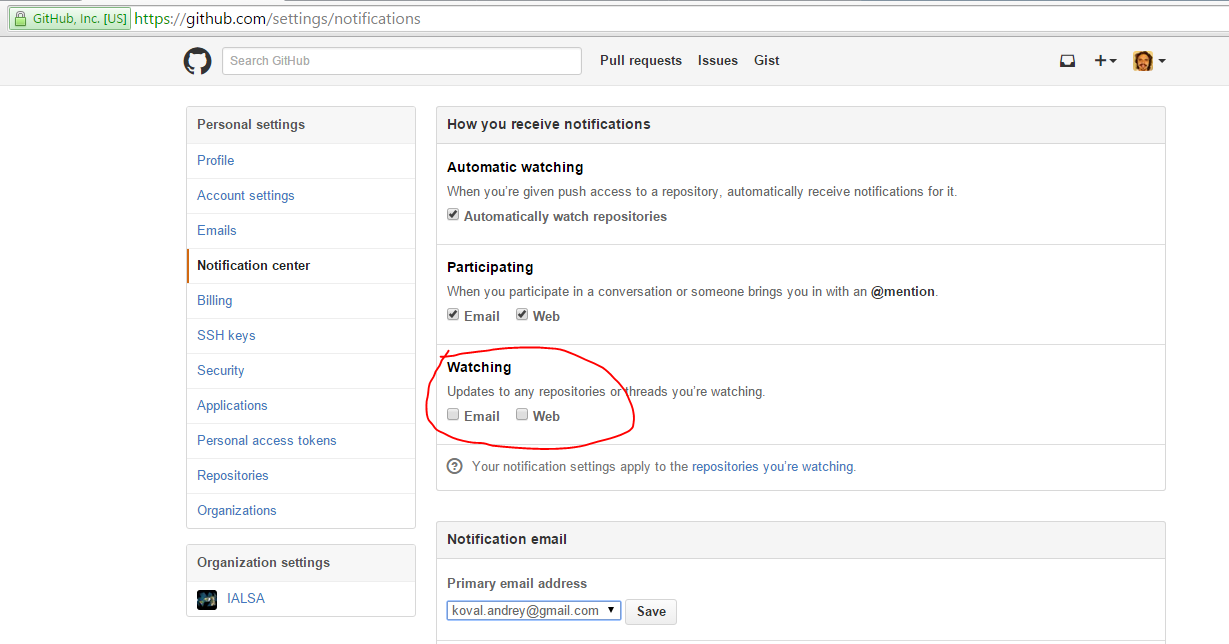 GitHub, Inc. [US] https://github.com/settings/notifications
Search GitHub Pull requests Issues Gist
Personal settings
Profile
Account settings
Emails
Notification center
Billing
SSH keys
Security
Applications
Personal access tokens
Repositories
Organizations
Organization settings
IALSA
How you receive notifications
Automatic watching
When you're given push access to a repository, automatically receive notifications for it.
Automatically watch repositories
Participating
When you participate in a conversation or someone brings you in with an @mention.
Email Web
Watching
Updates to any repositories or threads you're watching.
Email Web
Your notification settings apply to the repositories you're watching.
Notification email
Primary email address
koval.andrey@gmail.com Save